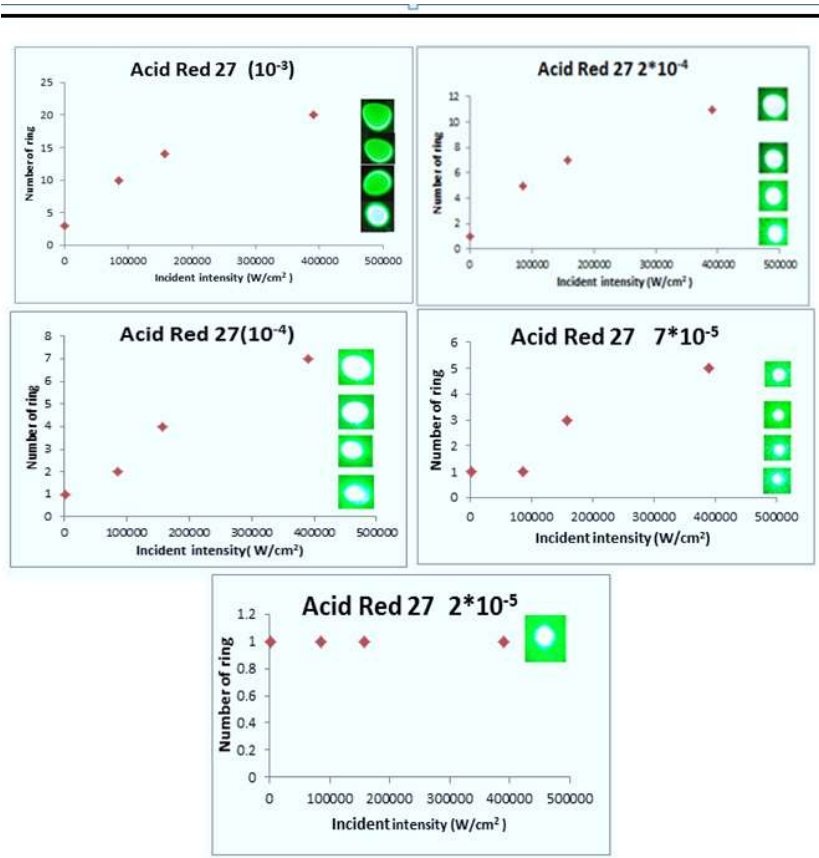 Acid Red 27 (10⁻³)
Number of ring
25
20
15
10
5
0
0 100000 200000 300000 400000 500000
Incident intensity (W/cm²)
Acid Red 27 2*10⁻⁴
Number of ring
12
10
8
6
4
2
0
0 100000 200000 300000 400000 500000
Incident intensity (W/cm²)
Acid Red 27(10⁻⁴)
Number of ring
8
7
6
5
4
3
2
1
0
0 100000 200000 300000 400000 500000
Incident intensity( W/cm²)
Acid Red 27 7*10⁻⁵
Number of ring
6
5
4
3
2
1
0
0 100000 200000 300000 400000 500000
Incident intensity (W/cm²)
Acid Red 27 2*10⁻⁵
Number of ring
1.2
1
0.8
0.6
0.4
0.2
0
0 100000 200000 300000 400000 500000
Incident intensity (W/cm²)